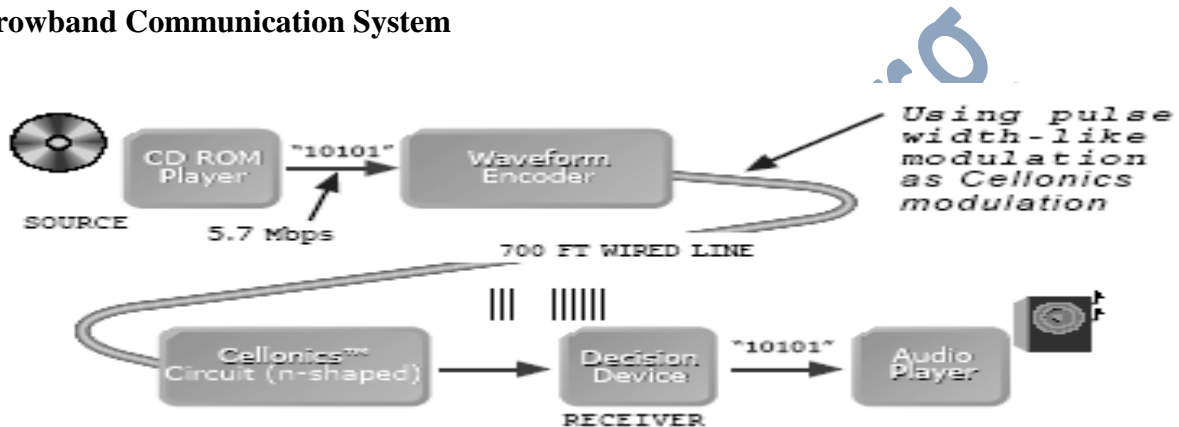 rowband Communication System
Using pulse
width-like
modulation
as Cellonics
modulation
CD ROM
Player
"10101"
Waveform
Encoder
SOURCE
5.7 Mbps
700 FT WIRED LINE
Cellonics™
Circuit (n-shaped)
Decision
Device
"10101"
Audio
Player
RECEIVER